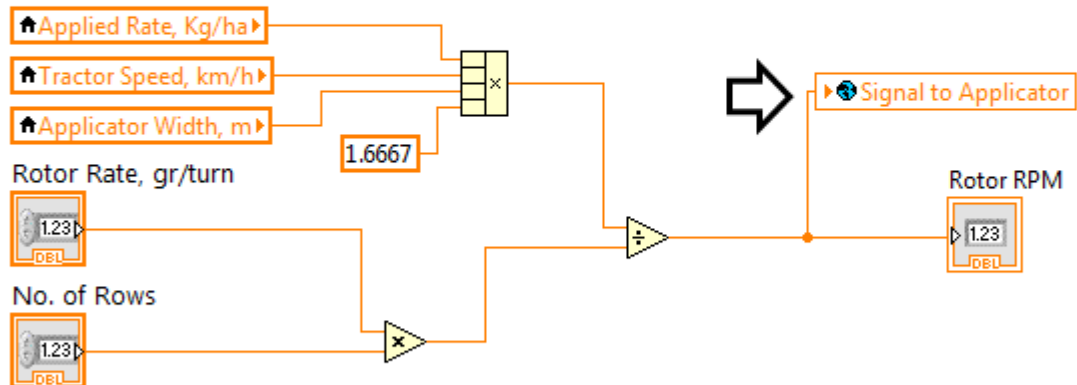 Applied Rate, Kg/ha
Tractor Speed, km/h
Applicator Width, m
×
1.6667
Signal to Applicator
Rotor Rate, gr/turn
1.23
DBL
÷
Rotor RPM
1.23
DBL
No. of Rows
1.23
DBL
×